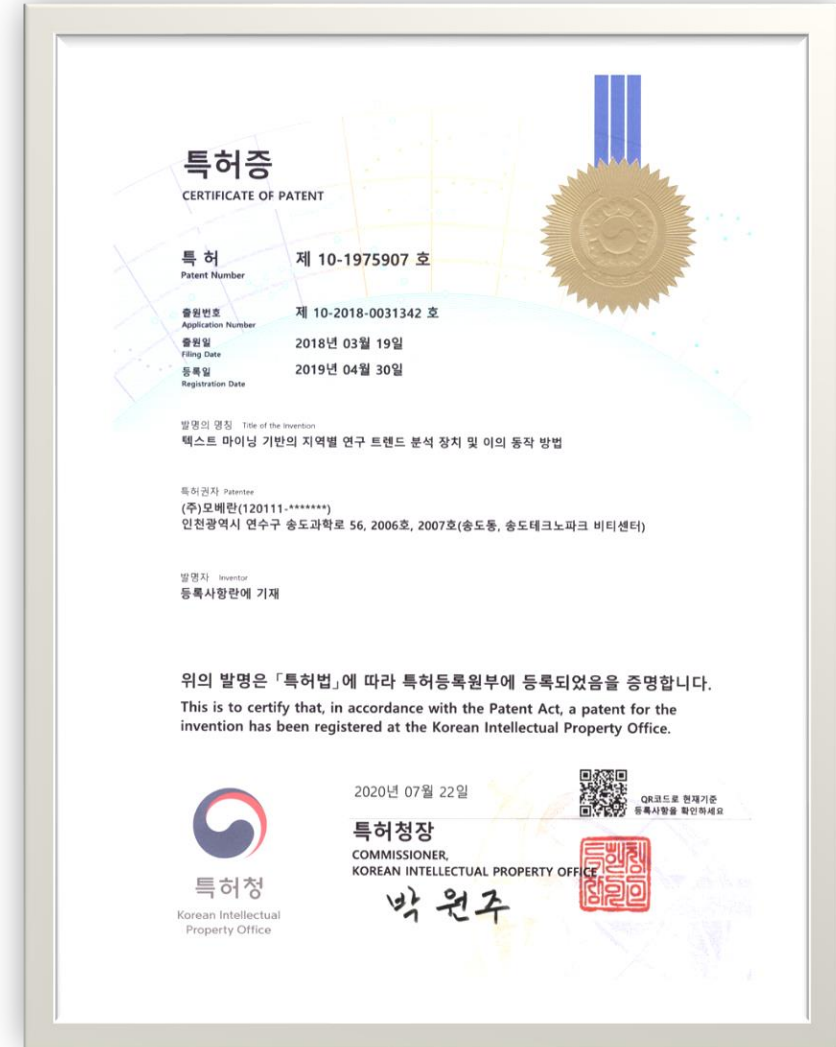 특허증
CERTIFICATE OF PATENT
특 허
Patent Number
제 10-1975907 호
출원번호
Application Number
제 10-2018-0031342 호
출원일
Filing Date
2018년 03월 19일
등록일
Registration Date
2019년 04월 30일
발명의 명칭 Title of the Invention
텍스트 마이닝 기반의 지역별 연구 트렌드 분석 장치 및 이의 동작 방법
특허권자 Patentee
(주)모베란(120111-*******)
인천광역시 연수구 송도과학로 56, 2006호, 2007호(송도동, 송도테크노파크 비티센터)
발명자 Inventor
등록사항란에 기재
위의 발명은 「특허법」에 따라 특허등록원부에 등록되었음을 증명합니다.
This is to certify that, in accordance with the Patent Act, a patent for the
invention has been registered at the Korean Intellectual Property Office.
2020년 07월 22일
QR코드로 현재기준
등록사항을 확인하세요
특허청장
COMMISSIONER,
KOREAN INTELLECTUAL PROPERTY OFFICE
박원주
특허청
Korean Intellectual
Property Office